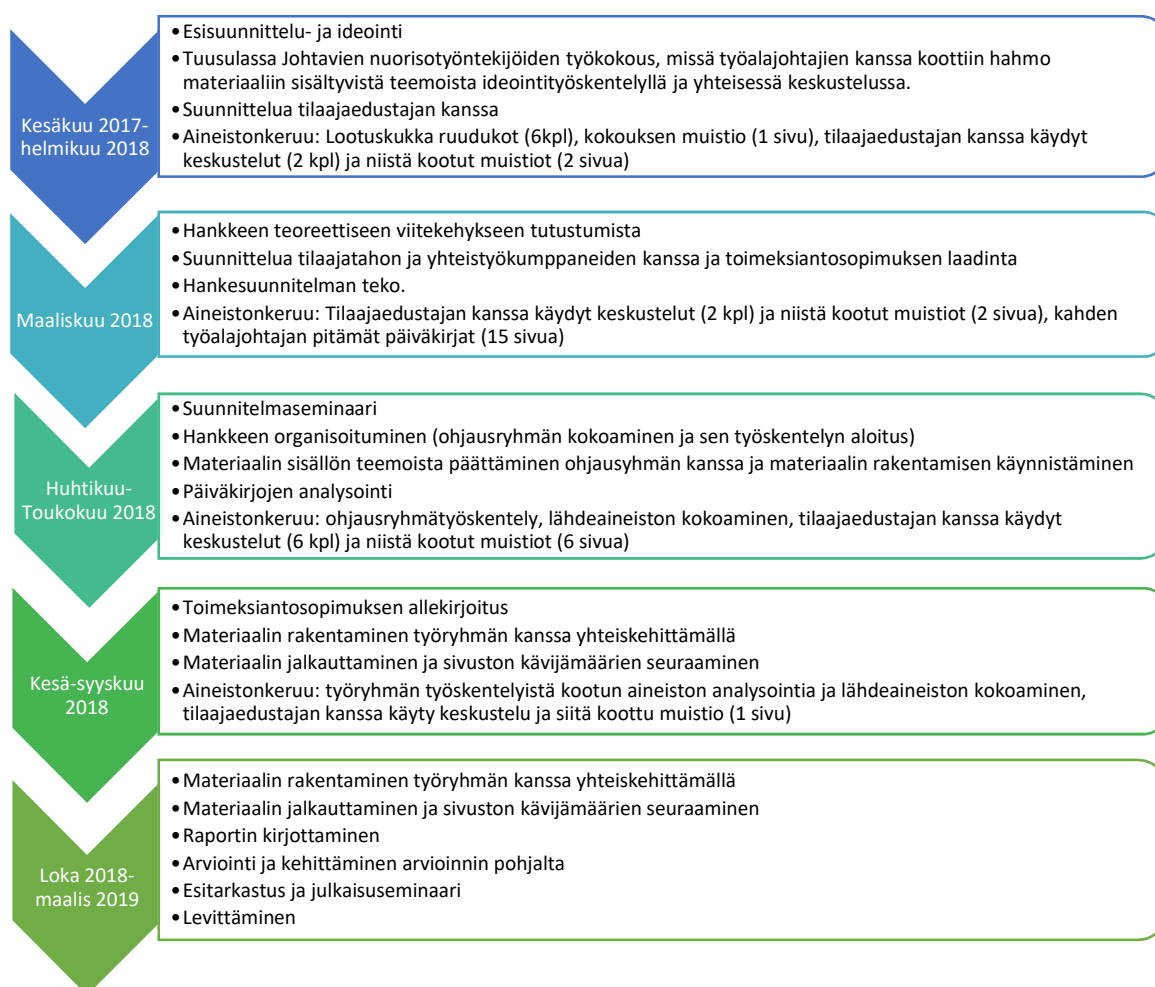 Kesäkuu 2017-
helmikuu 2018
•Esisuunnittelu- ja ideointi
•Tuusulassa Johtavien nuorisotyöntekijöiden työkokous, missä työalajohtajien kanssa koottiin hahmo
materiaaliin sisältyvistä teemoista ideointityöskentelyllä ja yhteisessä keskustelussa.
•Suunnittelua tilaajaedustajan kanssa
•Aineistonkeruu: Lootuskukka ruudukot (6kpl), kokouksen muistio (1 sivu), tilaajaedustajan kanssa käydyt
keskustelut (2 kpl) ja niistä kootut muistiot (2 sivua)
Maaliskuu 2018
•Hankkeen teoreettiseen viitekehykseen tutustumista
•Suunnittelua tilaajatahon ja yhteistyökumppaneiden kanssa ja toimeksiantosopimuksen laadinta
•Hankesuunnitelman teko.
•Aineistonkeruu: Tilaajaedustajan kanssa käydyt keskustelut (2 kpl) ja niistä kootut muistiot (2 sivua), kahden
työalajohtajan pitämät päiväkirjat (15 sivua)
Huhtikuu-
Toukokuu 2018
•Suunnitelmaseminaari
•Hankkeen organisoituminen (ohjausryhmän kokoaminen ja sen työskentelyn aloitus)
•Materiaalin sisällön teemoista päättäminen ohjausyhmän kanssa ja materiaalin rakentamisen käynnistäminen
•Päiväkirjojen analysointi
•Aineistonkeruu: ohjausryhmätyöskentely, lähdeaineiston kokoaminen, tilaajaedustajan kanssa käydyt
keskustelut (6 kpl) ja niistä kootut muistiot (6 sivua)
Kesä-syyskuu
2018
•Toimeksiantosopimuksen allekirjoitus
•Materiaalin rakentaminen työryhmän kanssa yhteiskehittämällä
•Materiaalin jalkauttaminen ja sivuston kävijämäärien seuraaminen
•Aineistonkeruu: työryhmän työskentelyistä kootun aineiston analysointia ja lähdeaineiston kokoaminen,
tilaajaedustajan kanssa käyty keskustelu ja siitä koottu muistio (1 sivu)
Loka 2018-
maalis 2019
•Materiaalin rakentaminen työryhmän kanssa yhteiskehittämällä
•Materiaalin jalkauttaminen ja sivuston kävijämäärien seuraaminen
•Raportin kirjottaminen
•Arviointi ja kehittäminen arvioinnin pohjalta
•Esitarkastus ja julkaisuseminaari
•Levittäminen